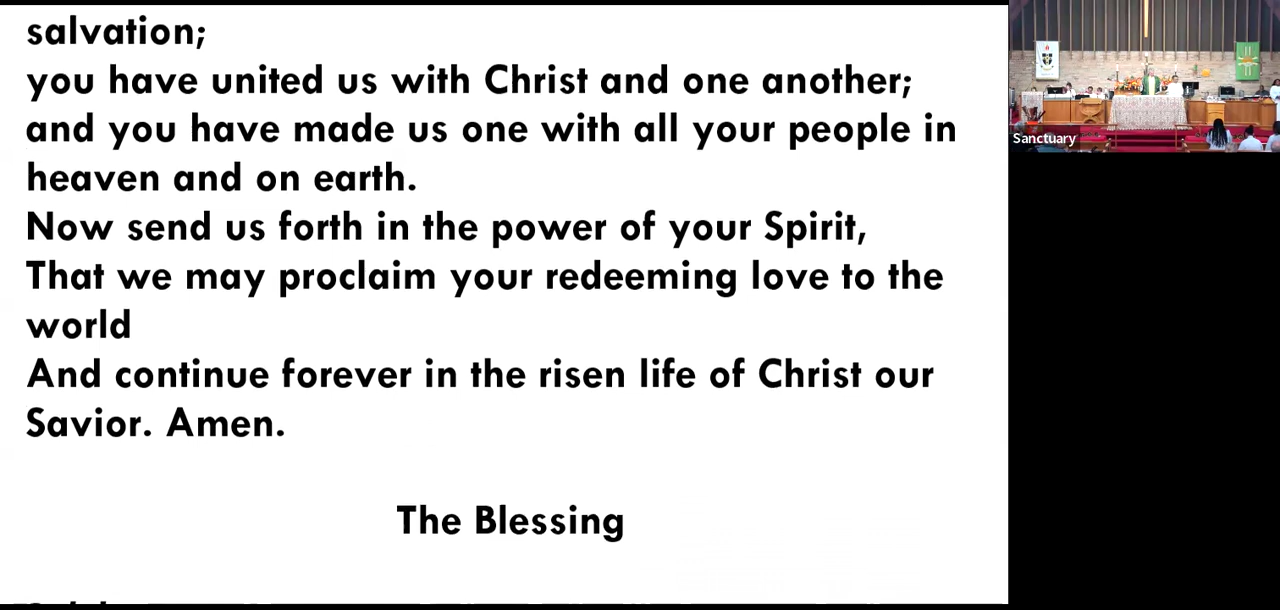 salvation;
you have united us with Christ and one another;
and you have made us one with all your people in
heaven and on earth.
Now send us forth in the power of your Spirit,
That we may proclaim your redeeming love to the
world
And continue forever in the risen life of Christ our
Savior. Amen.
The Blessing
Sanctuary